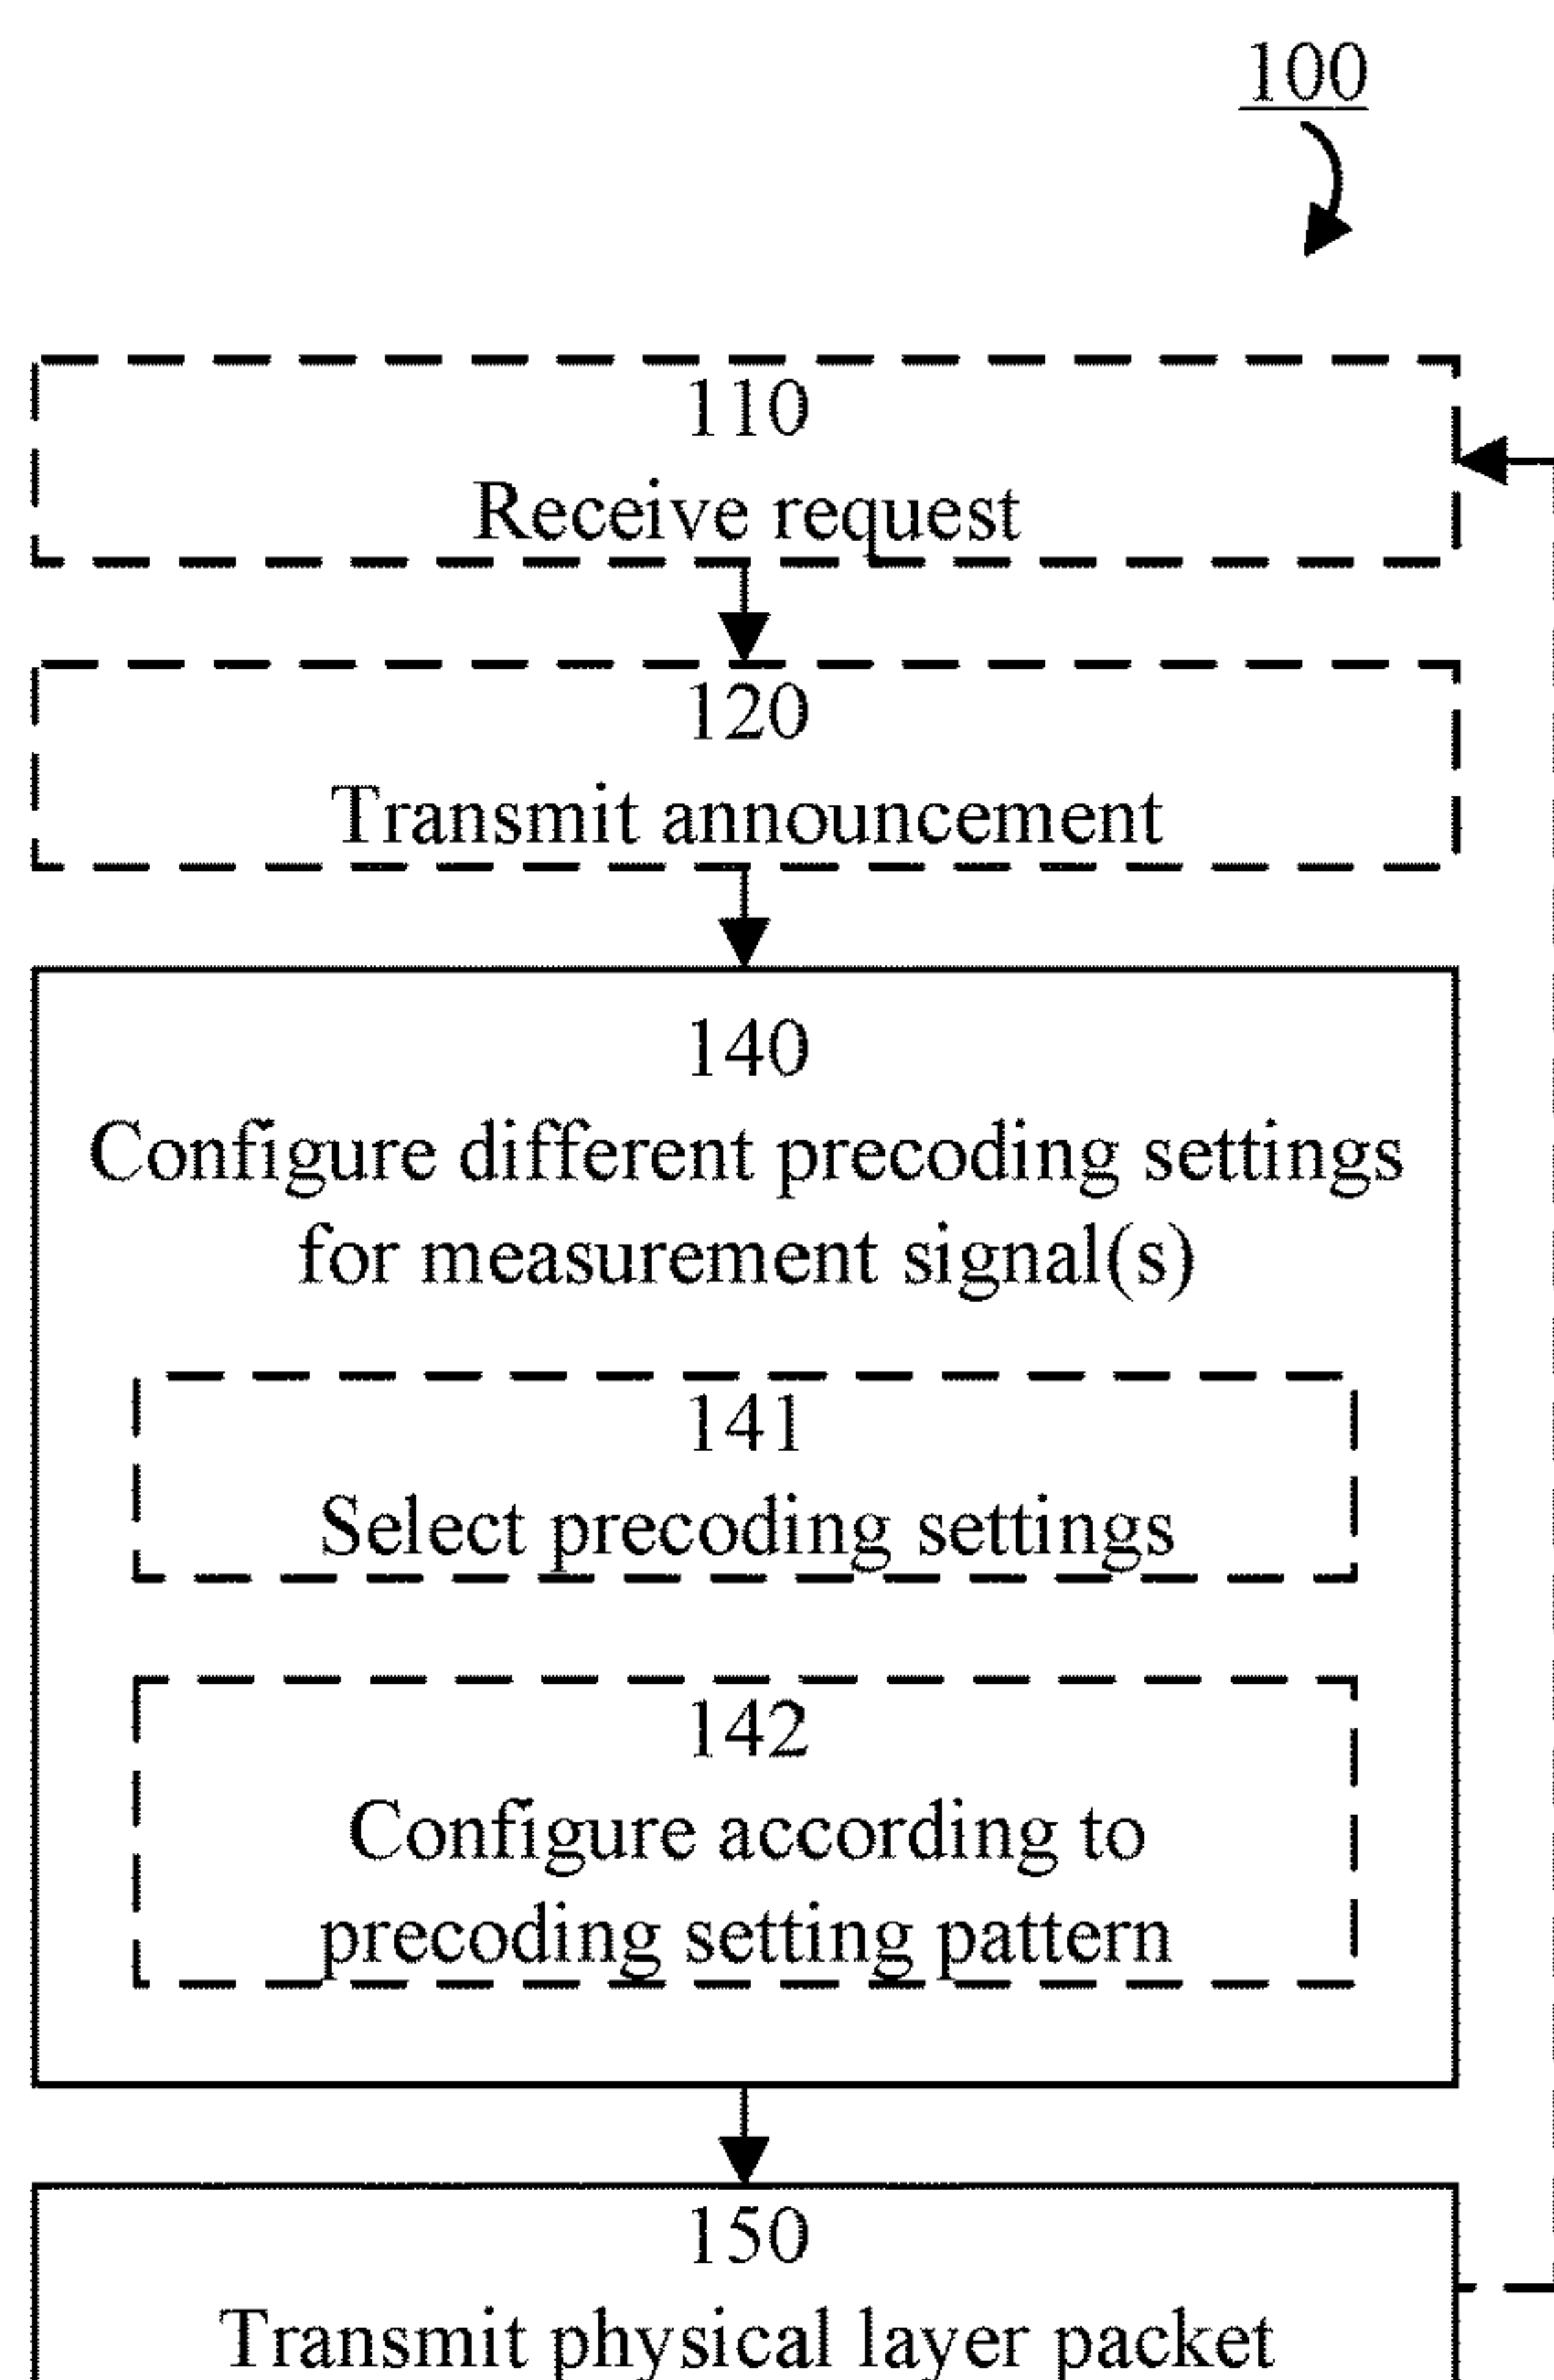 100
110
Receive request
120
Transmit announcement
140
Configure different precoding settings
for measurement signal(s)
141
Select precoding settings
142
Configure according to
precoding setting pattern
150
Transmit physical layer packet